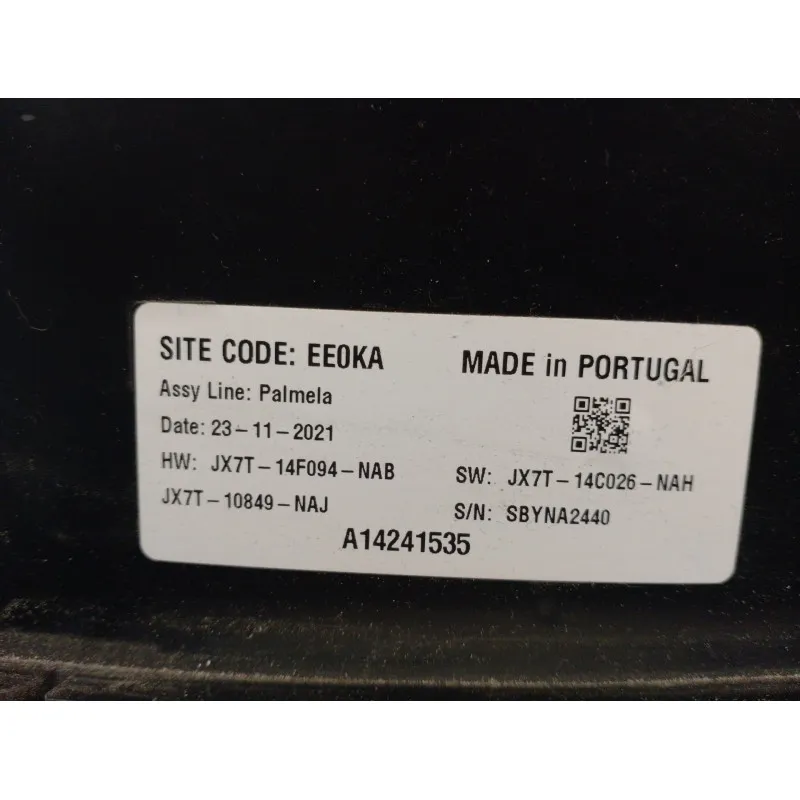 SITE CODE: EE0KA MADE in PORTUGAL
Assy Line: Palmela
Date: 23-11-2021
HW: JX7T-14F094-NAB SW: JX7T-14C026-NAH
JX7T-10849-NAJ S/N: SBYNA2440
A14241535